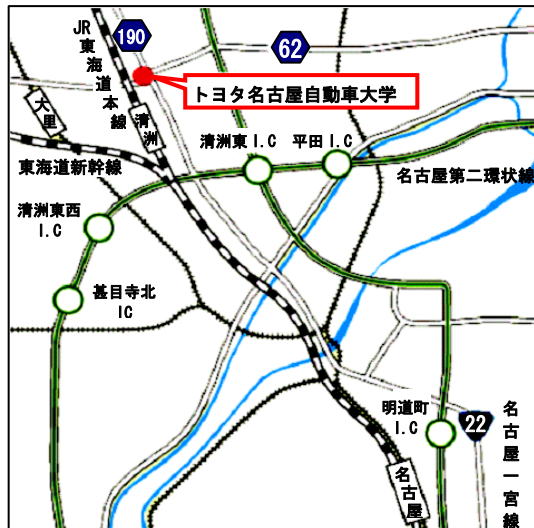 JR東海道本線
190
62
トヨタ名古屋自動車大学
大里
清洲
清洲東 I.C
平田 I.C
東海道新幹線
名古屋第二環状線
清洲東西
I.C
甚目寺北
IC
明道町
I.C
22
名古屋一宮線
名古屋